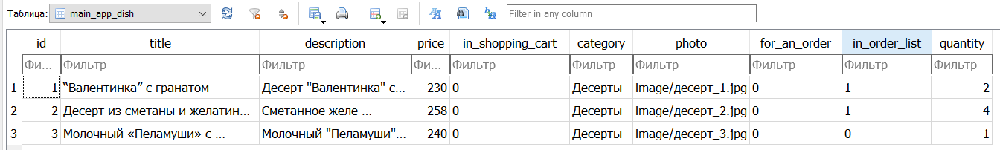 Таблица: main_app_dish Filter in any column
id title description price in_shopping_cart category photo for_an_order in_order_list quantity
Фи... Фильтр Фильтр Фи... Фильтр Фильтр Фильтр Фильтр Фильтр Фильтр
1 1 “Валентинка” с гранатом Десерт "Валентинка" с... 230 0 Десерты image/десерт_1.jpg 0 1 2
2 2 Десерт из сметаны и желатин... Сметанное желе ... 258 0 Десерты image/десерт_2.jpg 0 1 4
3 3 Молочный «Пеламуши» с ... Молочный "Пеламуши"... 240 0 Десерты image/десерт_3.jpg 0 0 1